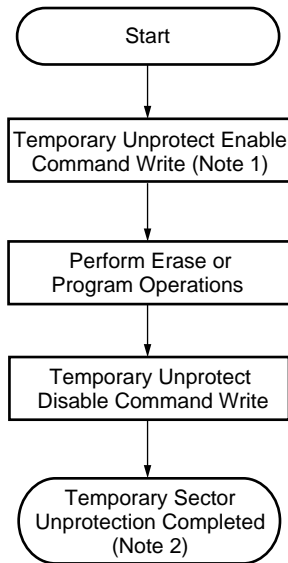 Start
Temporary Unprotect Enable
Command Write (Note 1)
Perform Erase or
Program Operations
Temporary Unprotect
Disable Command Write
Temporary Sector
Unprotection Completed
(Note 2)